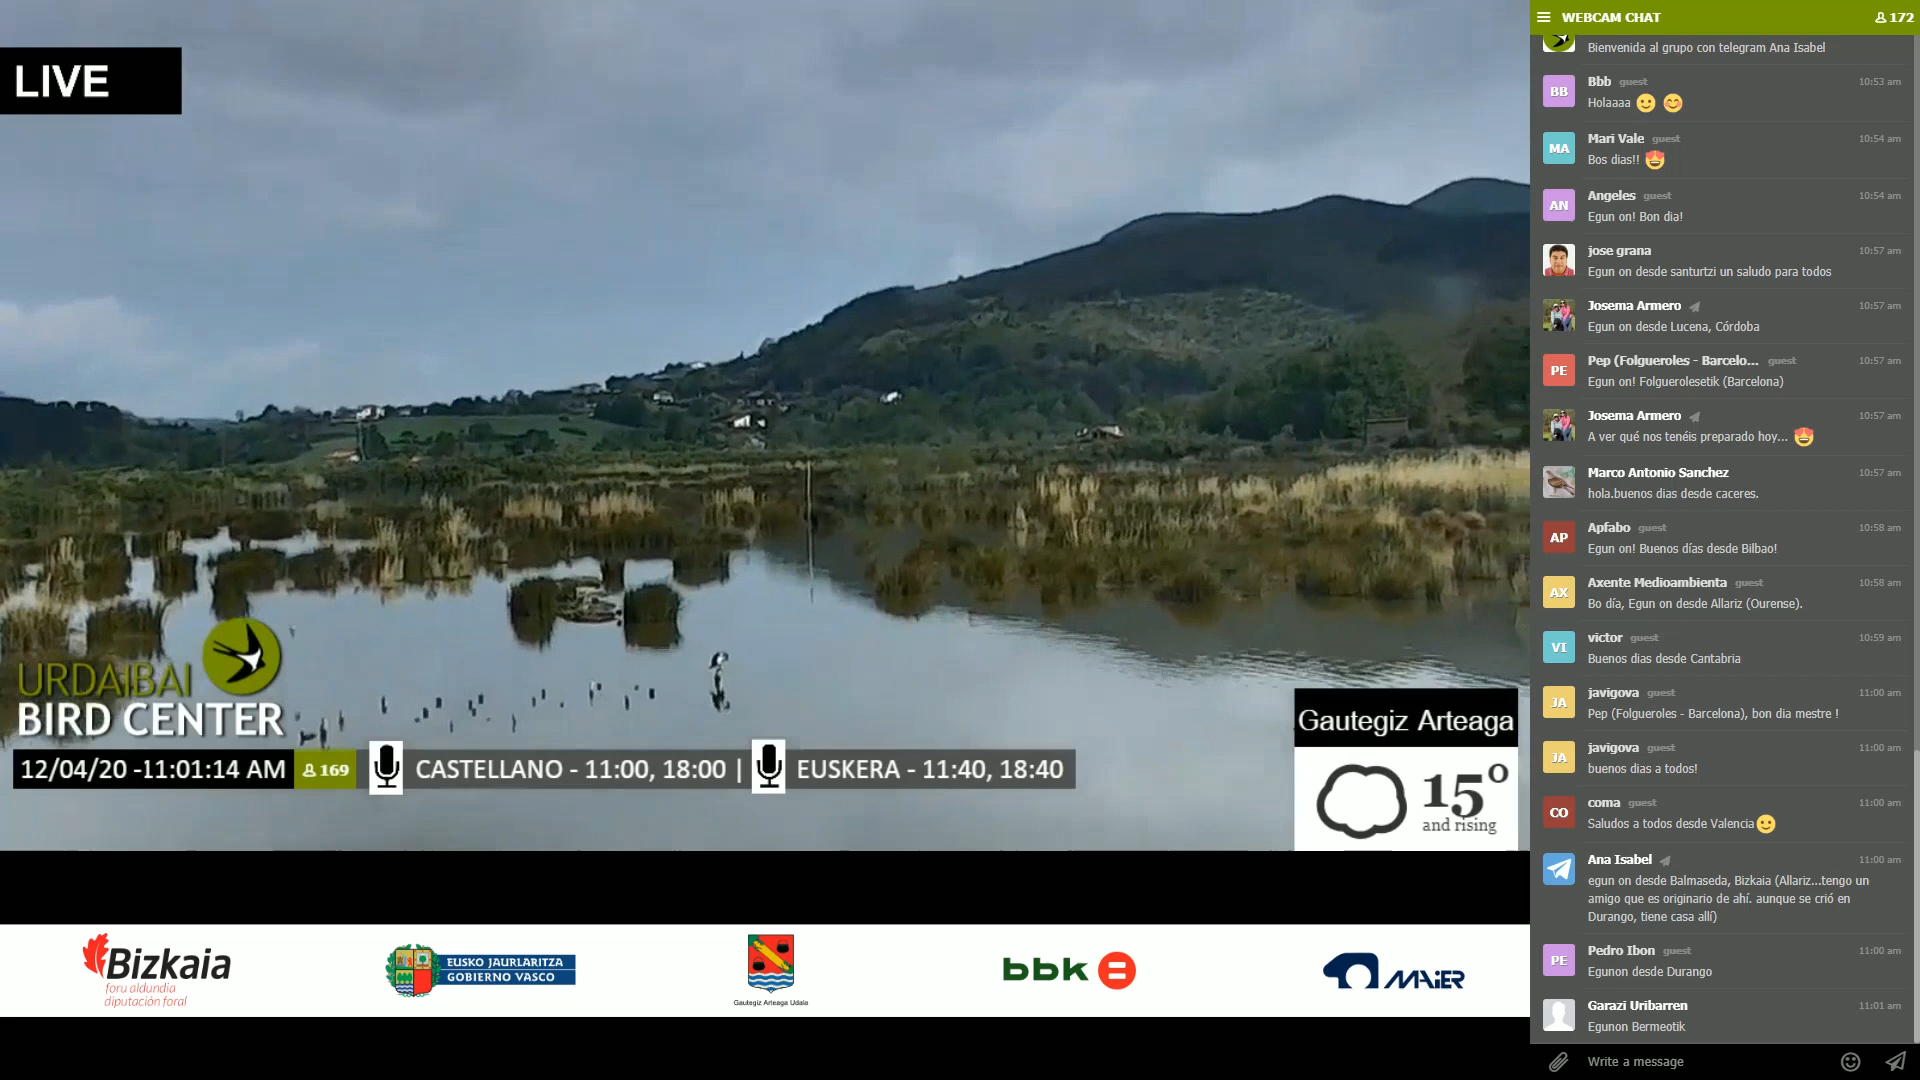 LIVE
URDAIBAI
BIRD CENTER
12/04/20 -11:01:14 AM
169
CASTELLANO - 11:00, 18:00 |
EUSKERA - 11:40, 18:40
Gautegiz Arteaga
15º
and rising
Bizkaia
foru aldundia
diputación foral
EUSKO JAURLARITZA
GOBIERNO VASCO
Gautegiz Arteaga Udala
bbk
MAIER
WEBCAM CHAT
172
Bienvenida al grupo con telegram Ana Isabel
BB
Bbb guest 10:53 am
Holaaaa
MA
Mari Vale guest 10:54 am
Bos dias!!
AN
Angeles guest 10:54 am
Egun on! Bon dia!
jose grana 10:57 am
Egun on desde santurtzi un saludo para todos
Josema Armero 10:57 am
Egun on desde Lucena, Córdoba
PE
Pep (Folgueroles - Barcelo... guest 10:57 am
Egun on! Folguerolesetik (Barcelona)
Josema Armero 10:57 am
A ver qué nos tenéis preparado hoy...
Marco Antonio Sanchez 10:57 am
hola.buenos dias desde caceres.
AP
Apfabo guest 10:58 am
Egun on! Buenos días desde Bilbao!
AX
Axente Medioambienta guest 10:58 am
Bo día, Egun on desde Allariz (Ourense).
VI
victor guest 10:59 am
Buenos dias desde Cantabria
JA
javigova guest 11:00 am
Pep (Folgueroles - Barcelona), bon dia mestre !
JA
javigova guest 11:00 am
buenos dias a todos!
CO
coma guest 11:00 am
Saludos a todos desde Valencia
Ana Isabel 11:00 am
egun on desde Balmaseda, Bizkaia (Allariz...tengo un
amigo que es originario de ahí. aunque se crió en
Durango, tiene casa allí)
PE
Pedro Ibon guest 11:00 am
Egunon desde Durango
Garazi Uribarren 11:01 am
Egunon Bermeotik
Write a message